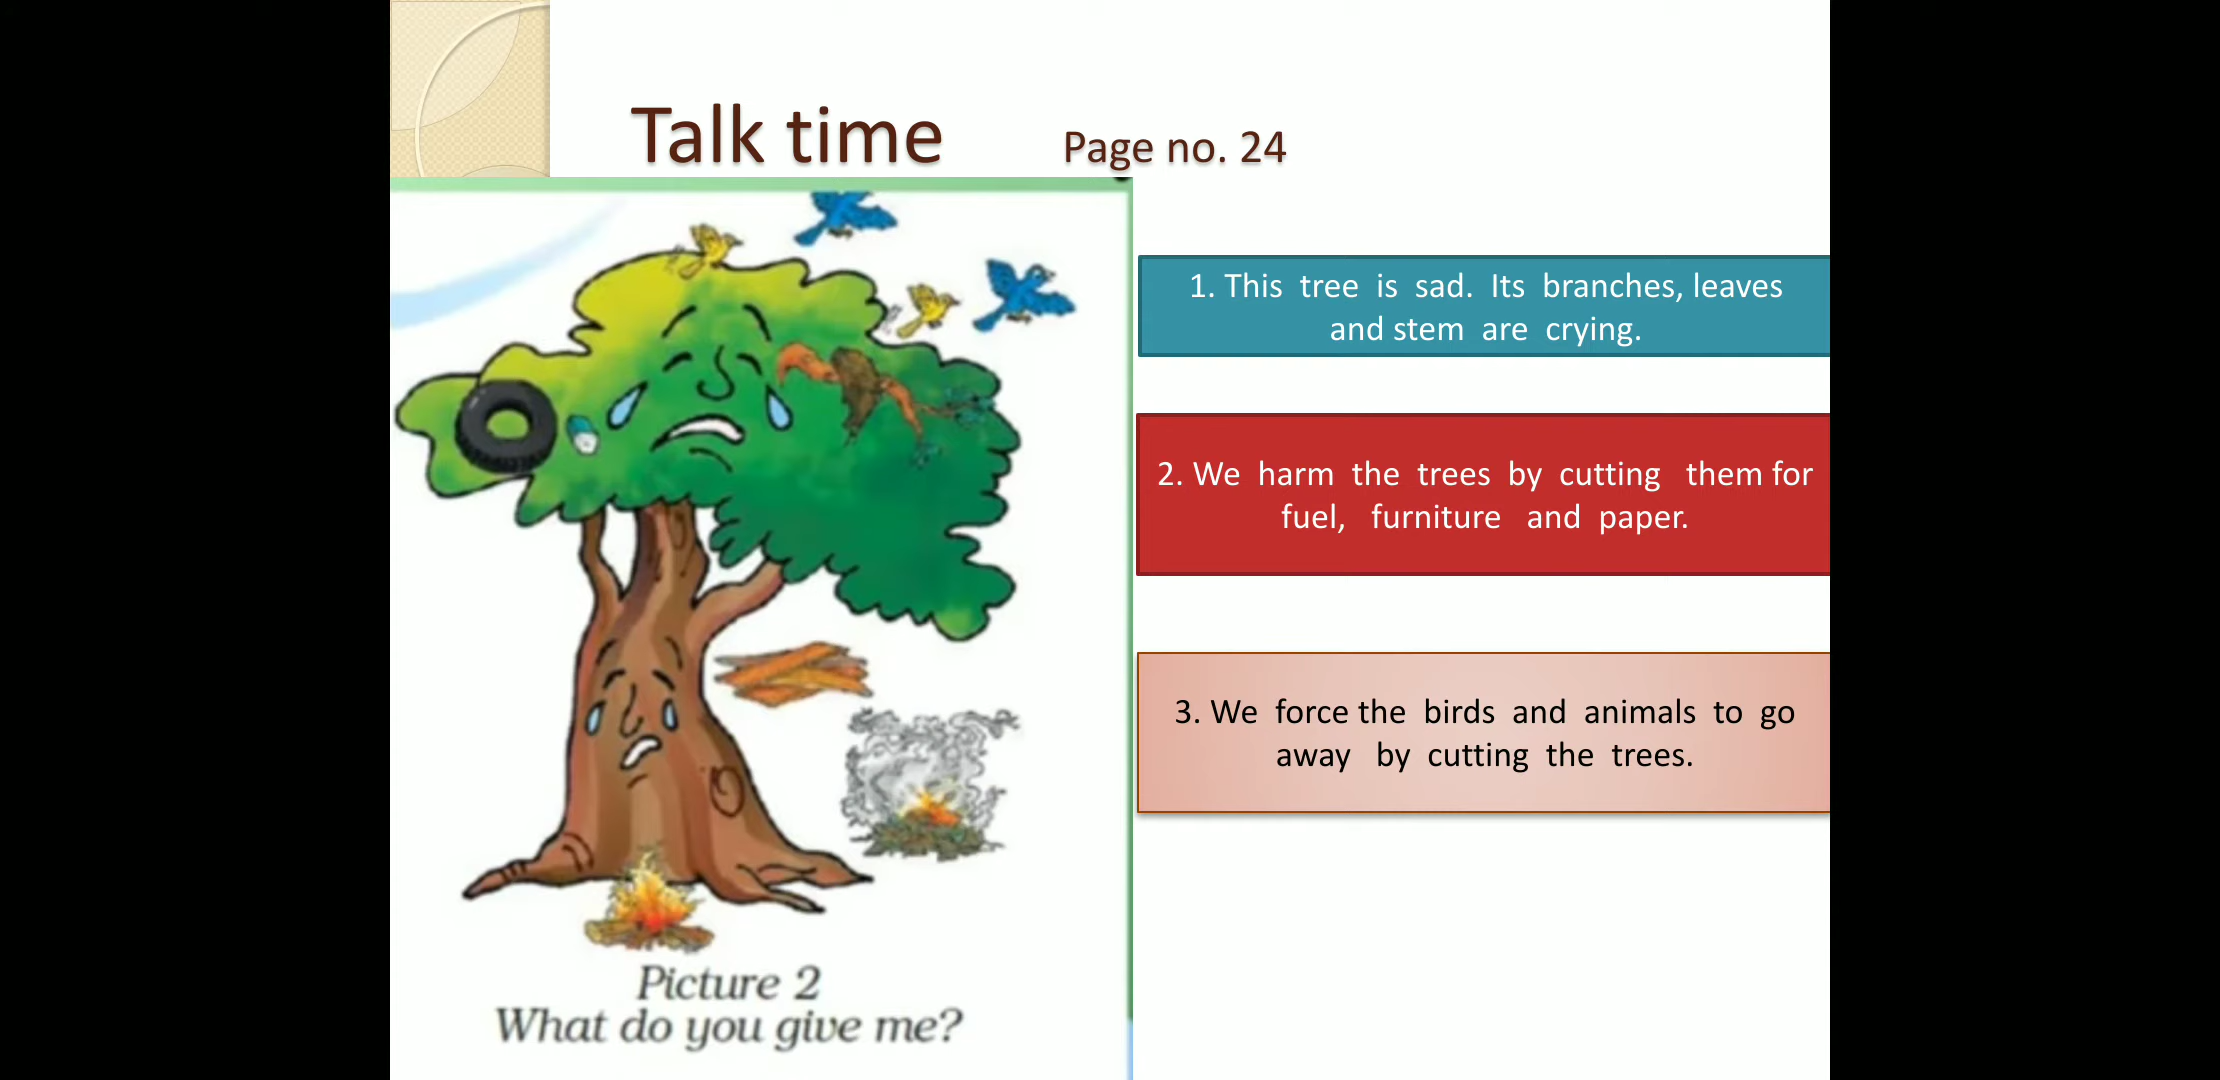 Talk time Page no. 24
1. This tree is sad. Its branches, leaves
and stem are crying.
2. We harm the trees by cutting them for
fuel, furniture and paper.
3. We force the birds and animals to go
away by cutting the trees.
Picture 2
What do you give me?